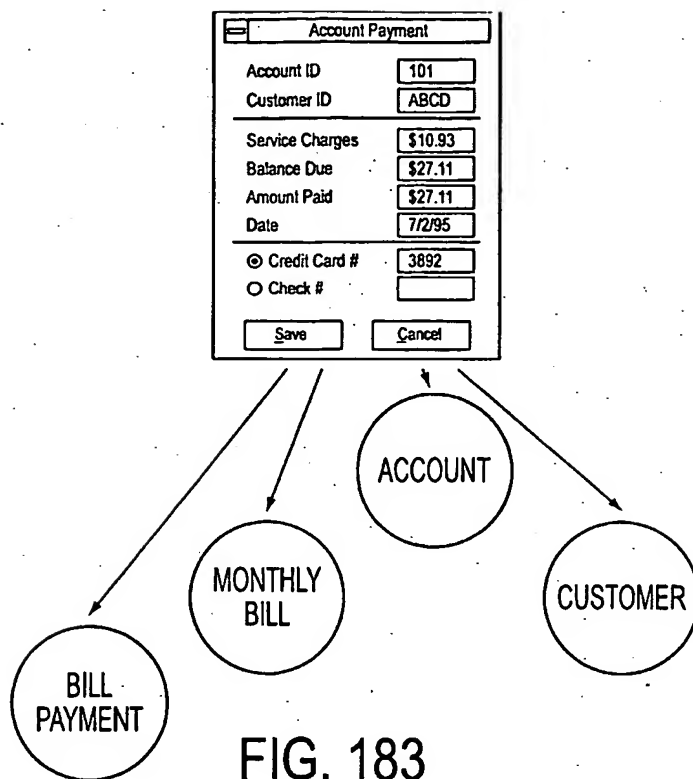 Account Payment
Account ID 101
Customer ID ABCD
Service Charges $10.93
Balance Due $27.11
Amount Paid $27.11
Date 7/2/95
Credit Card # 3892
Check #
Save Cancel
ACCOUNT
MONTHLY
BILL
CUSTOMER
BILL
PAYMENT
FIG. 183